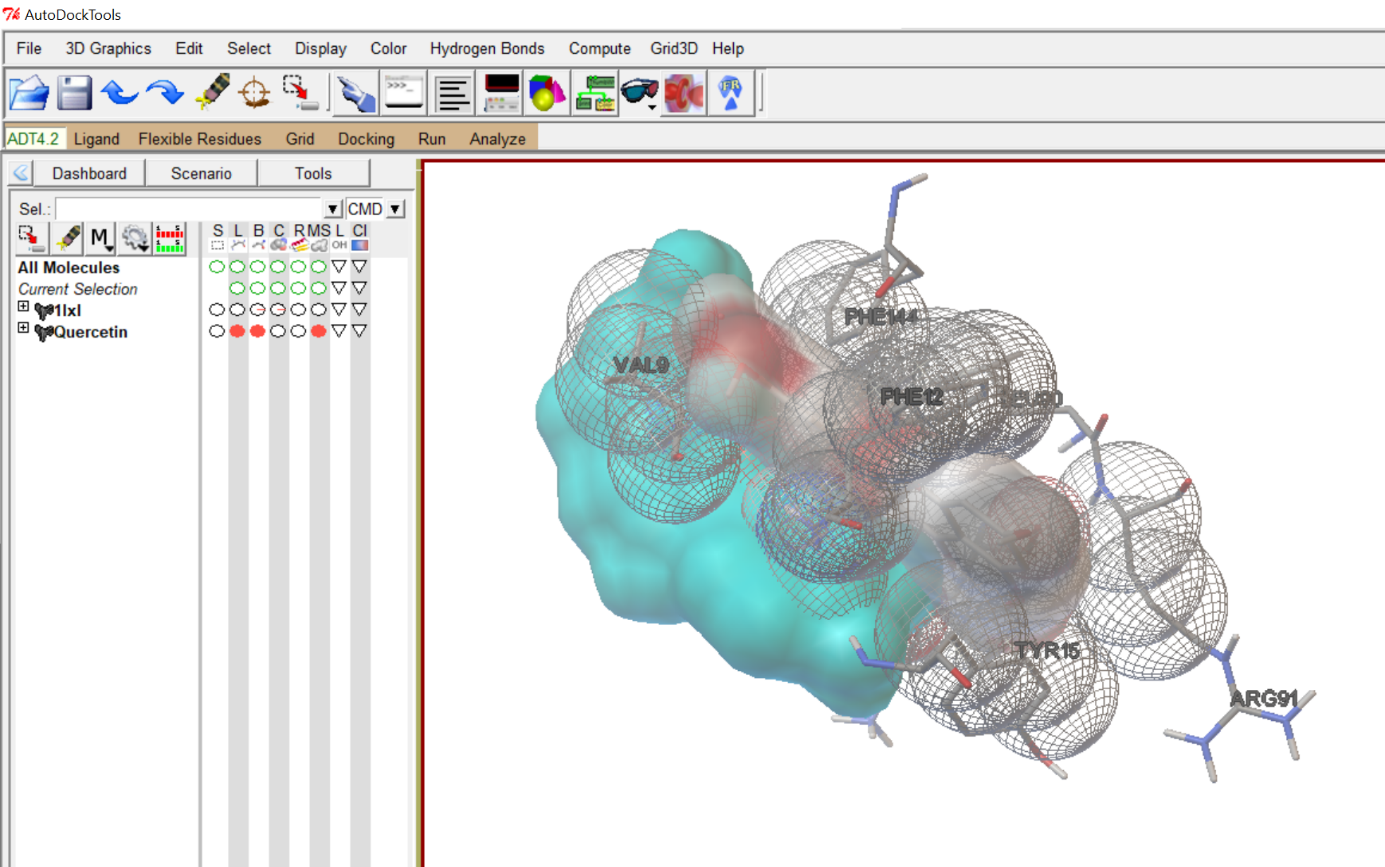 AutoDockTools
File 3D Graphics Edit Select Display Color Hydrogen Bonds Compute Grid3D Help
>>>_ FR
ADT4.2 Ligand Flexible Residues Grid Docking Run Analyze
Dashboard Scenario Tools
Sel.: CMD
M S L B C R MS L Cl
OH
All Molecules
Current Selection
1lxl
Quercetin
PHE144
VAL9
PHE12
TYR15
ARG91